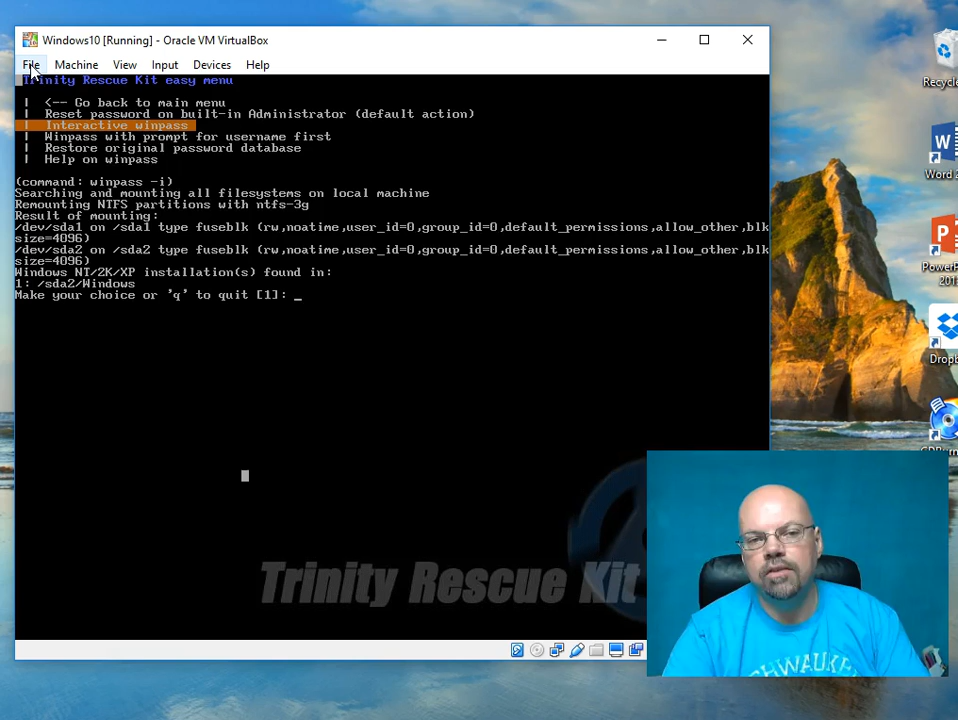 Windows10 [Running] - Oracle VM VirtualBox
File Machine View Input Devices Help
Trinity Rescue Kit easy menu
| <-- Go back to main menu
| Reset password on built-in Administrator (default action)
| Interactive winpass
| Winpass with prompt for username first
| Restore original password database
| Help on winpass
(command: winpass -i)
Searching and mounting all filesystems on local machine
Remounting NTFS partitions with ntfs-3g
Result of mounting:
/dev/sda1 on /sda1 type fuseblk (rw,noatime,user_id=0,group_id=0,default_permissions,allow_other,blk
size=4096)
/dev/sda2 on /sda2 type fuseblk (rw,noatime,user_id=0,group_id=0,default_permissions,allow_other,blk
size=4096)
Windows NT/2K/XP installation(s) found in:
1: /sda2/Windows
Make your choice or 'q' to quit [1]: _
Trinity Rescue Kit
Recycle
Word 2
W
PowerP
201
P
Dropb